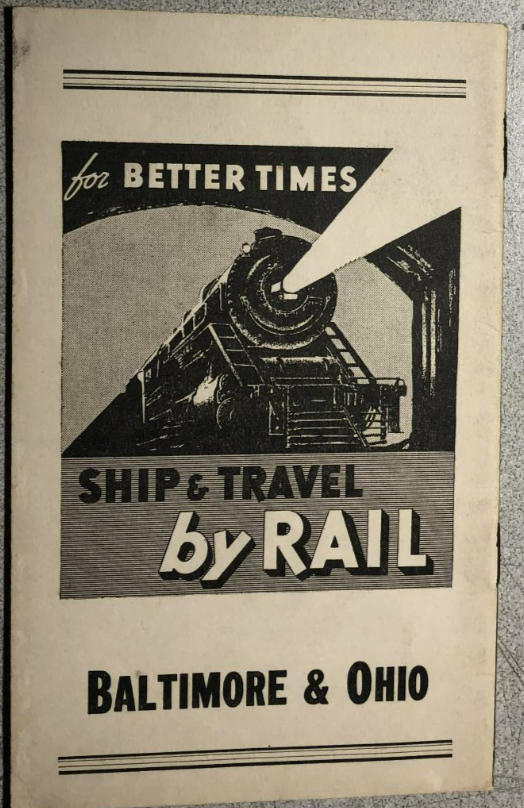 for BETTER TIMES
SHIP & TRAVEL
by RAIL
BALTIMORE & OHIO